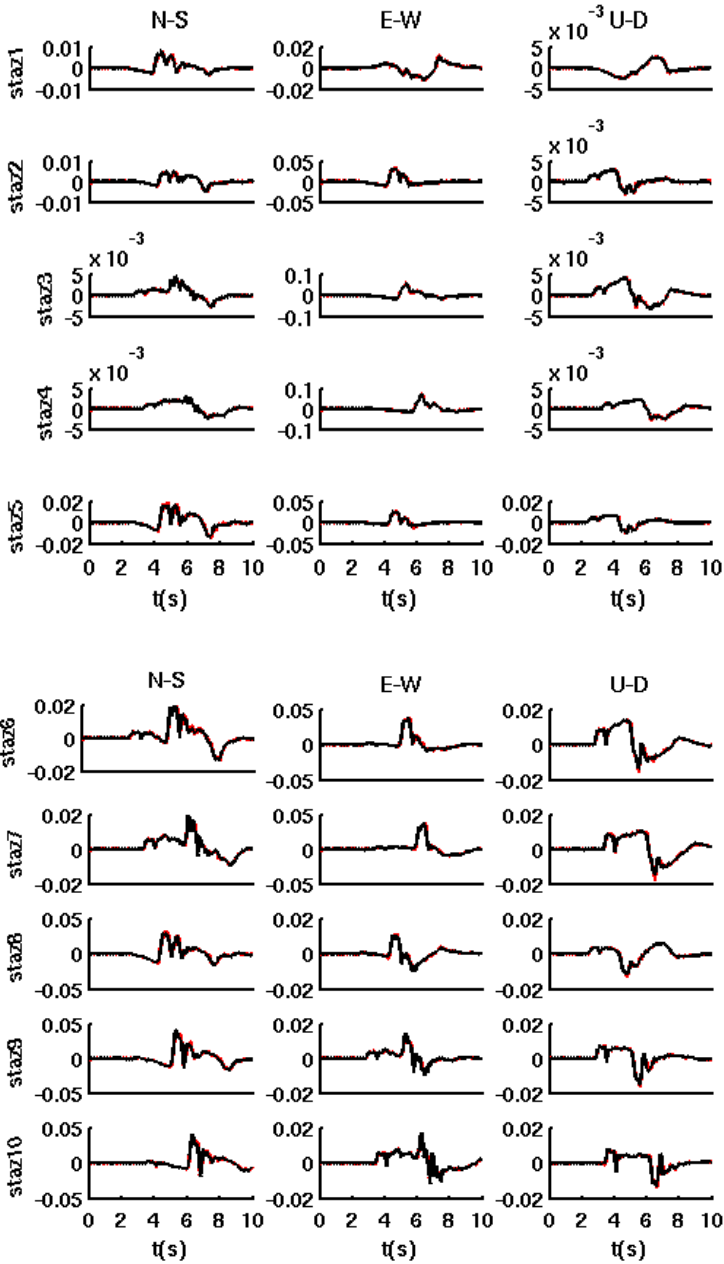 N-S E-W U-D
x 10 -3
staz1 0.01 0 -0.01 0.02 0 -0.02 5 0 -5
x 10 -3
staz2 0.01 0 -0.01 0.05 0 -0.05 5 0 -5
x 10 -3 x 10 -3
staz3 5 0 -5 0.1 0 -0.1 5 0 -5
x 10 -3 x 10 -3
staz4 5 0 -5 0.1 0 -0.1 5 0 -5
staz5 0.02 0 -0.02 0.05 0 -0.05 0.02 0 -0.02
0 2 4 6 8 10 0 2 4 6 8 10 0 2 4 6 8 10
t(s) t(s) t(s)
N-S E-W U-D
staz6 0.02 0 -0.02 0.05 0 -0.05 0.02 0 -0.02
staz7 0.02 0 -0.02 0.05 0 -0.05 0.02 0 -0.02
staz8 0.05 0 -0.05 0.02 0 -0.02 0.02 0 -0.02
staz9 0.05 0 -0.05 0.02 0 -0.02 0.02 0 -0.02
staz10 0.05 0 -0.05 0.02 0 -0.02 0.02 0 -0.02
0 2 4 6 8 10 0 2 4 6 8 10 0 2 4 6 8 10
t(s) t(s) t(s)